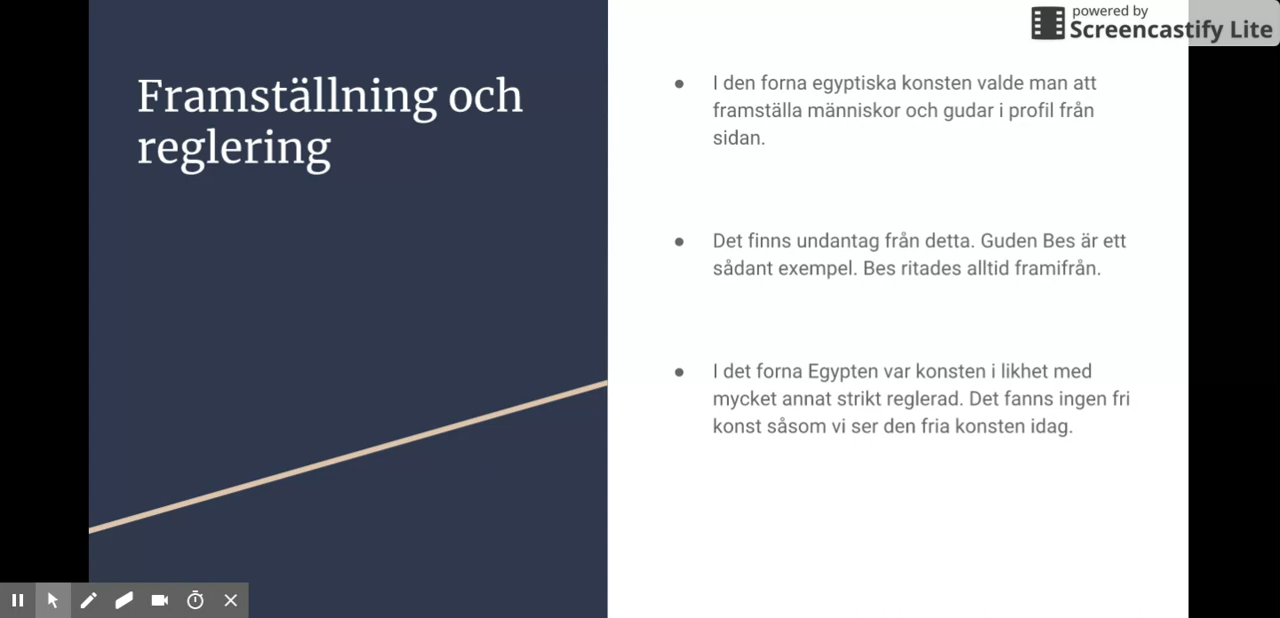 powered by
Screencastify Lite
Framställning och
reglering
I den forna egyptiska konsten valde man att
framställa människor och gudar i profil från
sidan.
Det finns undantag från detta. Guden Bes är ett
sådant exempel. Bes ritades alltid framifrån.
I det forna Egypten var konsten i likhet med
mycket annat strikt reglerad. Det fanns ingen fri
konst såsom vi ser den fria konsten idag.